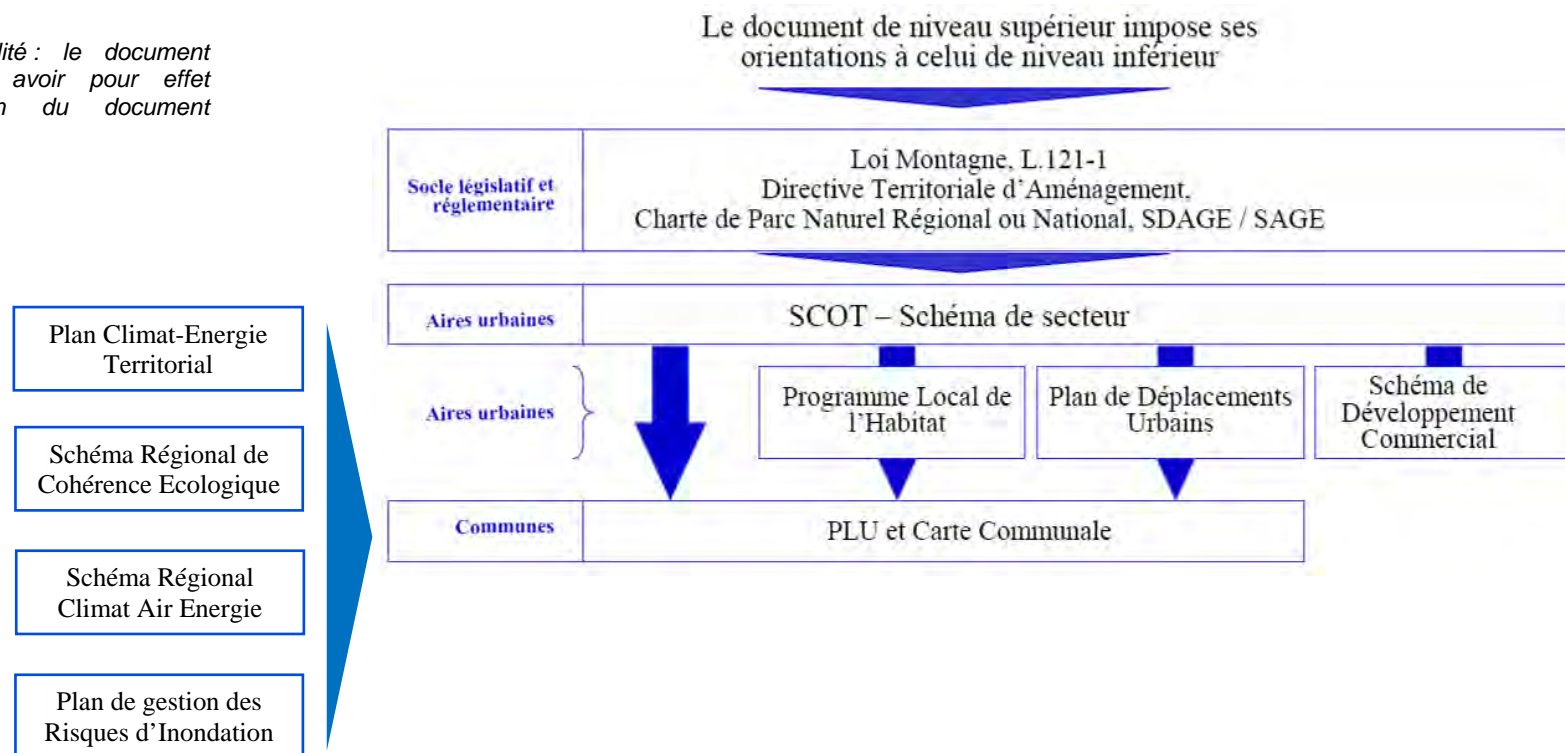 Le document de niveau supérieur impose ses
orientations à celui de niveau inférieur
: le document
avoir pour effet
du document
Socle législatif et
réglementaire
Loi Montagne, L.121-1
Directive Territoriale d'Aménagement,
Charte de Parc Naturel Régional ou National, SDAGE / SAGE
Aires urbaines
SCOT – Schéma de secteur
Aires urbaines
Programme Local de
l'Habitat
Plan de Déplacements
Urbains
Schéma de
Développement
Commercial
Communes
PLU et Carte Communale
Plan Climat-Energie
Territorial
Schéma Régional de
Cohérence Ecologique
Schéma Régional
Climat Air Energie
Plan de gestion des
Risques d'Inondation